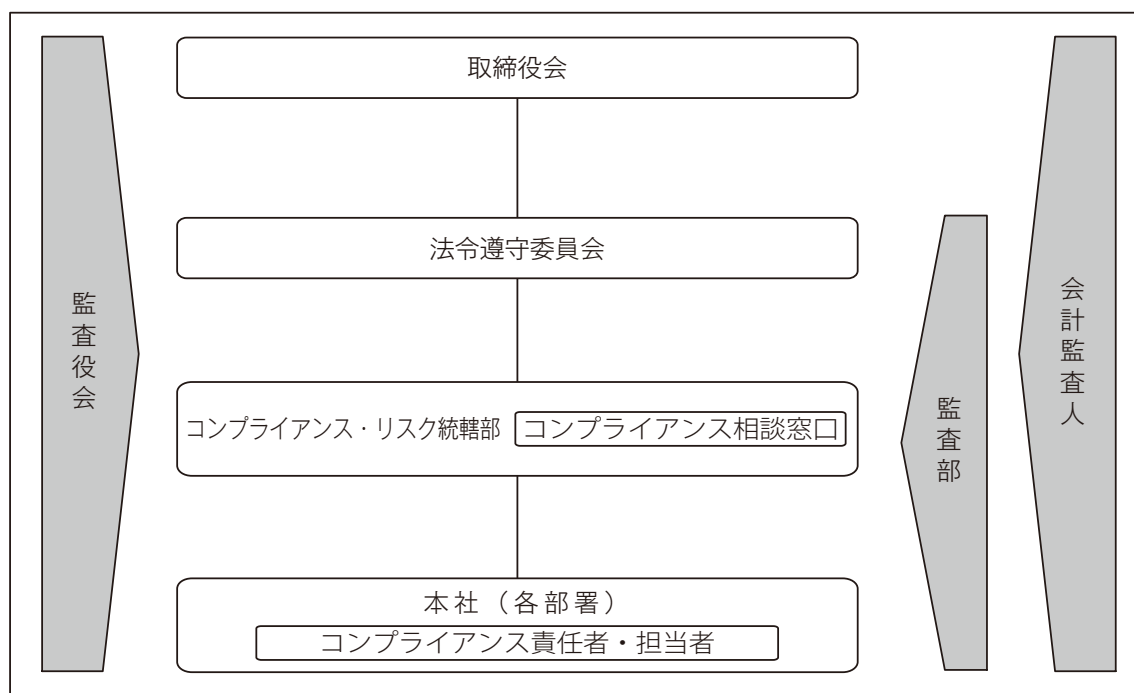 取締役会
法令遵守委員会
監査役会
会計監査人
監査部
コンプライアンス・リスク統轄部 コンプライアンス相談窓口
本社（各部署）
コンプライアンス責任者・担当者